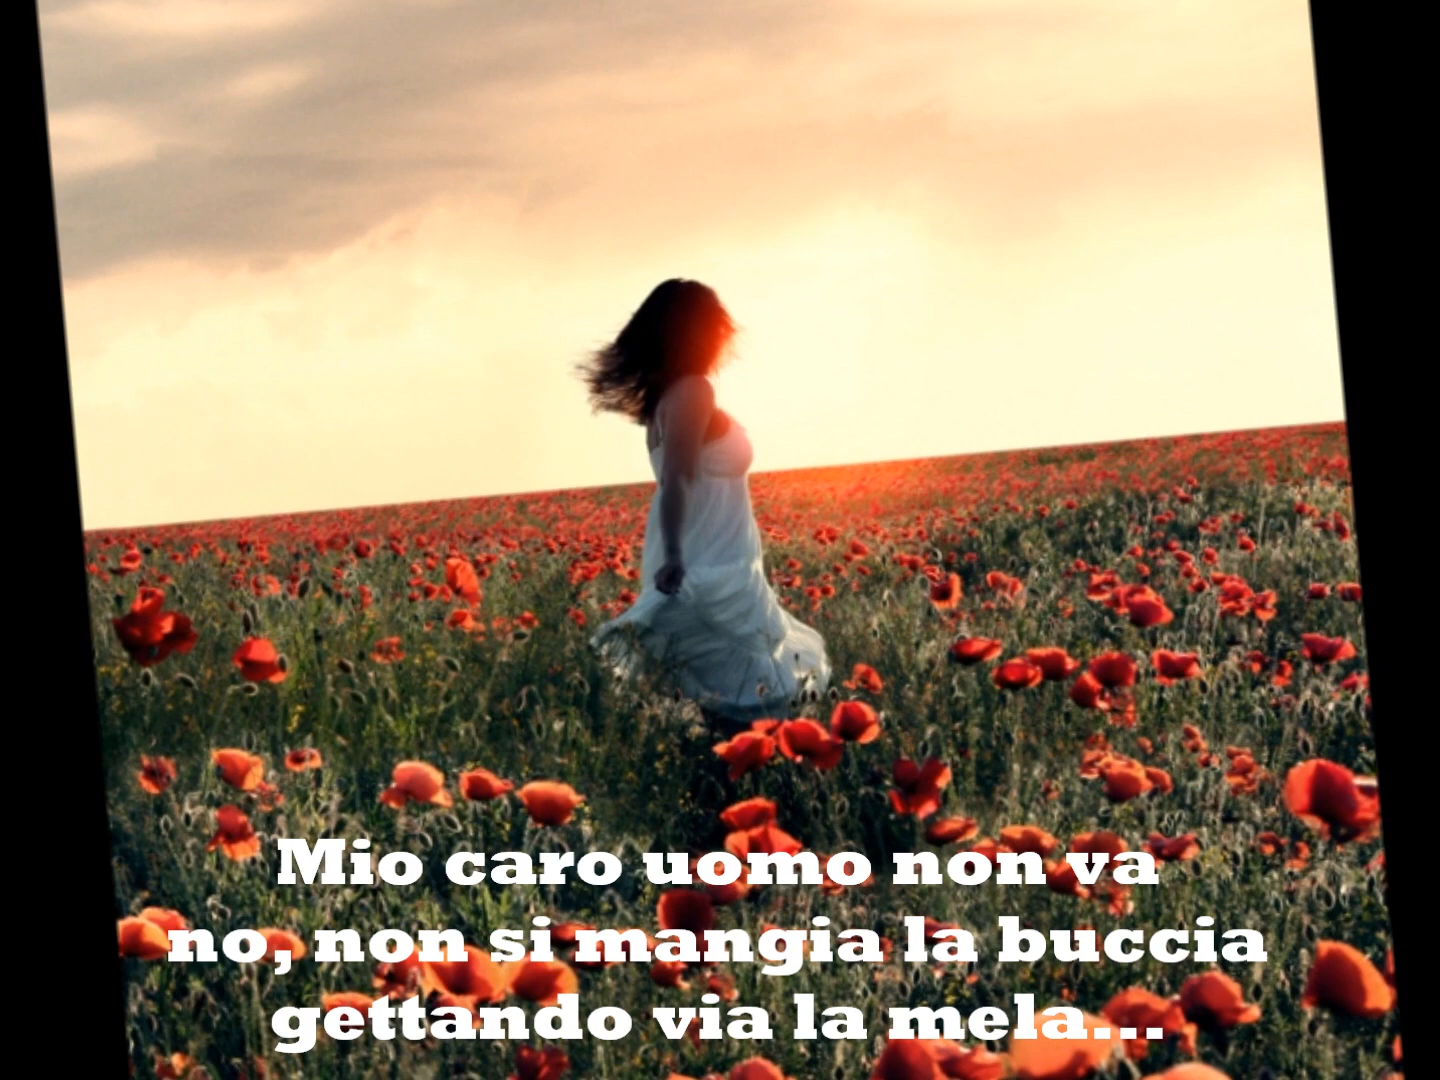 Mio caro uomo non va
no, non si mangia la buccia
gettando via la mela...